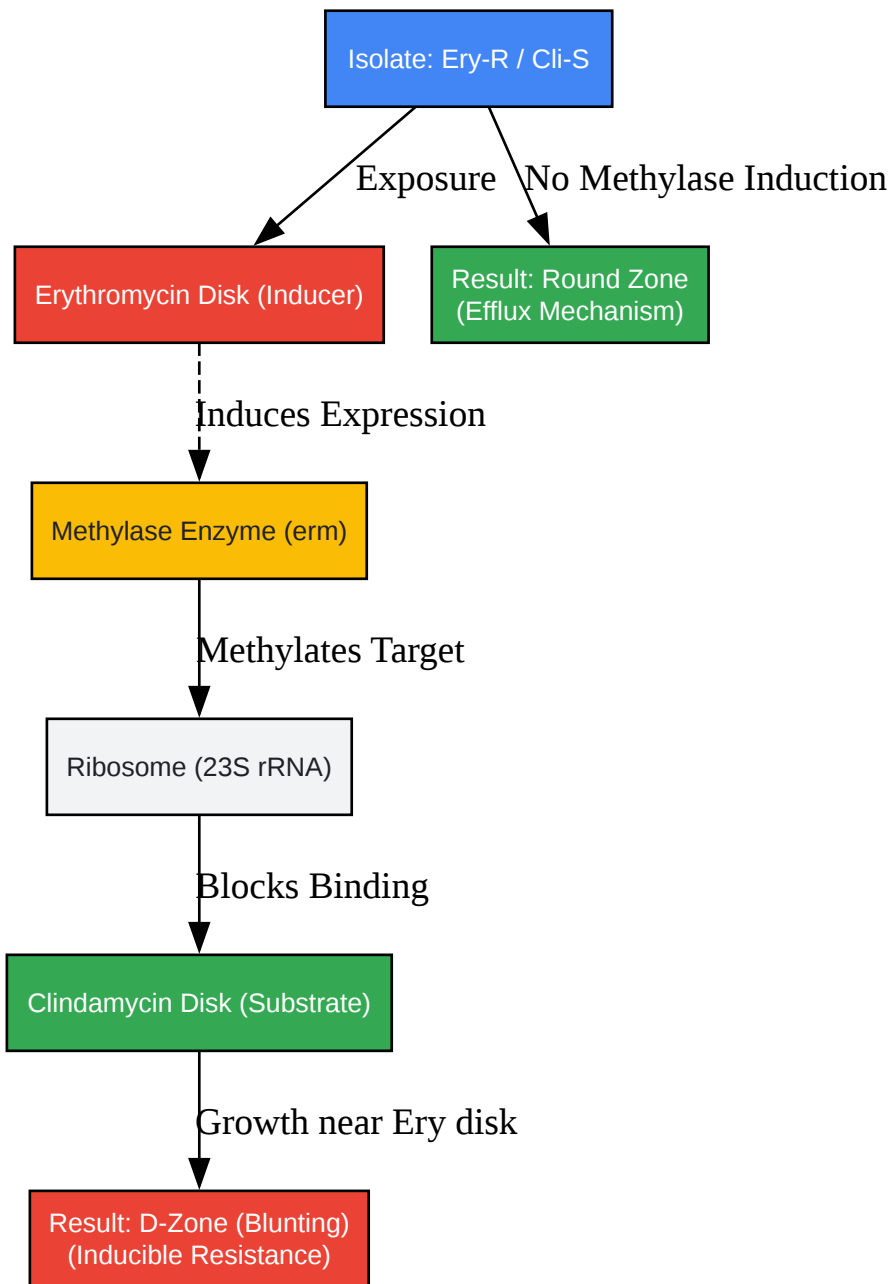 Isolate: Ery-R / Cli-S
Exposure
No Methylase Induction
Erythromycin Disk (Inducer)
Result: Round Zone
(Efflux Mechanism)
Induces Expression
Methylase Enzyme (erm)
Methylates Target
Ribosome (23S rRNA)
Blocks Binding
Clindamycin Disk (Substrate)
Growth near Ery disk
Result: D-Zone (Blunting)
(Inducible Resistance)